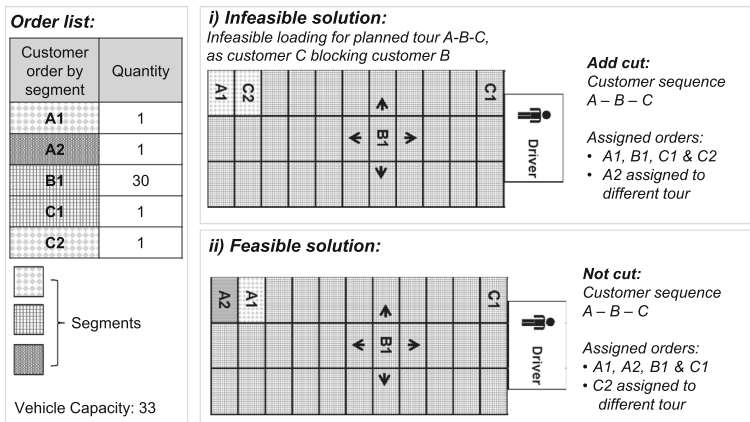 Order list:
Customer
order by
segment
Quantity
A1
1
A2
1
B1
30
C1
1
C2
1
Segments
Vehicle Capacity: 33
i) Infeasible solution:
Infeasible loading for planned tour A-B-C,
as customer C blocking customer B
A1
C2
C1
B1
Driver
Add cut:
Customer sequence
A – B – C
Assigned orders:
• A1, B1, C1 & C2
• A2 assigned to
different tour
ii) Feasible solution:
A2
A1
C1
B1
Driver
Not cut:
Customer sequence
A – B – C
Assigned orders:
• A1, A2, B1 & C1
• C2 assigned to
different tour